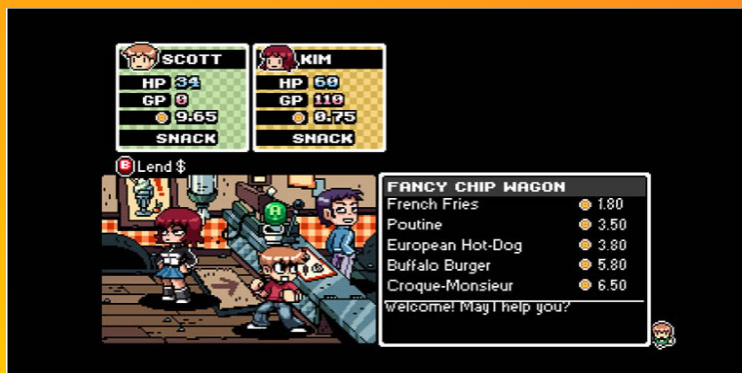 SCOTT
HP 34
GP 0
9.65
SNACK
KIM
HP 60
GP 110
0.75
SNACK
B Lend $
A
FANCY CHIP WAGON
French Fries 1.80
Poutine 3.50
European Hot-Dog 3.80
Buffalo Burger 5.80
Croque-Monsieur 6.50
Welcome! May I help you?